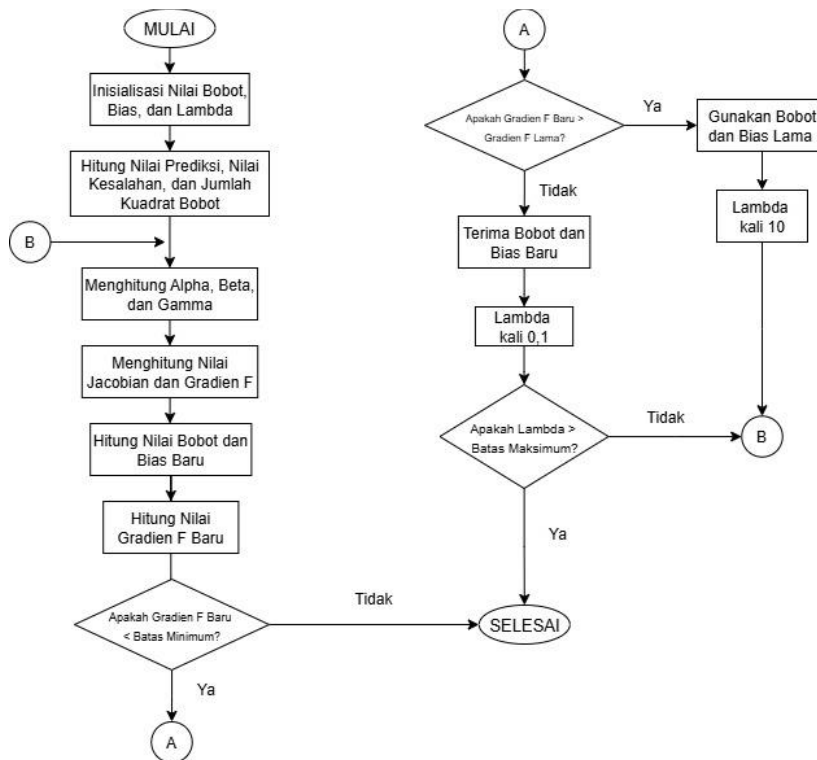 MULAI
Inisialisasi Nilai Bobot,
Bias, dan Lambda
Hitung Nilai Prediksi, Nilai
Kesalahan, dan Jumlah
Kuadrat Bobot
B
Menghitung Alpha, Beta,
dan Gamma
Menghitung Nilai
Jacobian dan Gradien F
Hitung Nilai Bobot dan
Bias Baru
Hitung Nilai
Gradien F Baru
Apakah Gradien F Baru
< Batas Minimum?
Tidak
Ya
A
A
Apakah Gradien F Baru >
Gradien F Lama?
Ya
Gunakan Bobot
dan Bias Lama
Lambda
kali 10
Tidak
Terima Bobot dan
Bias Baru
Lambda
kali 0,1
Apakah Lambda >
Batas Maksimum?
Tidak
B
Ya
SELESAI